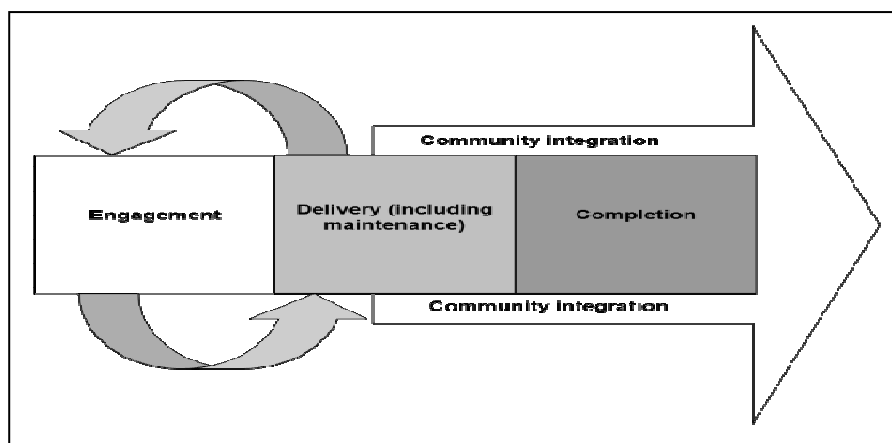 Community integration
Engagement
Delivery (including
maintenance)
Completion
Community integration